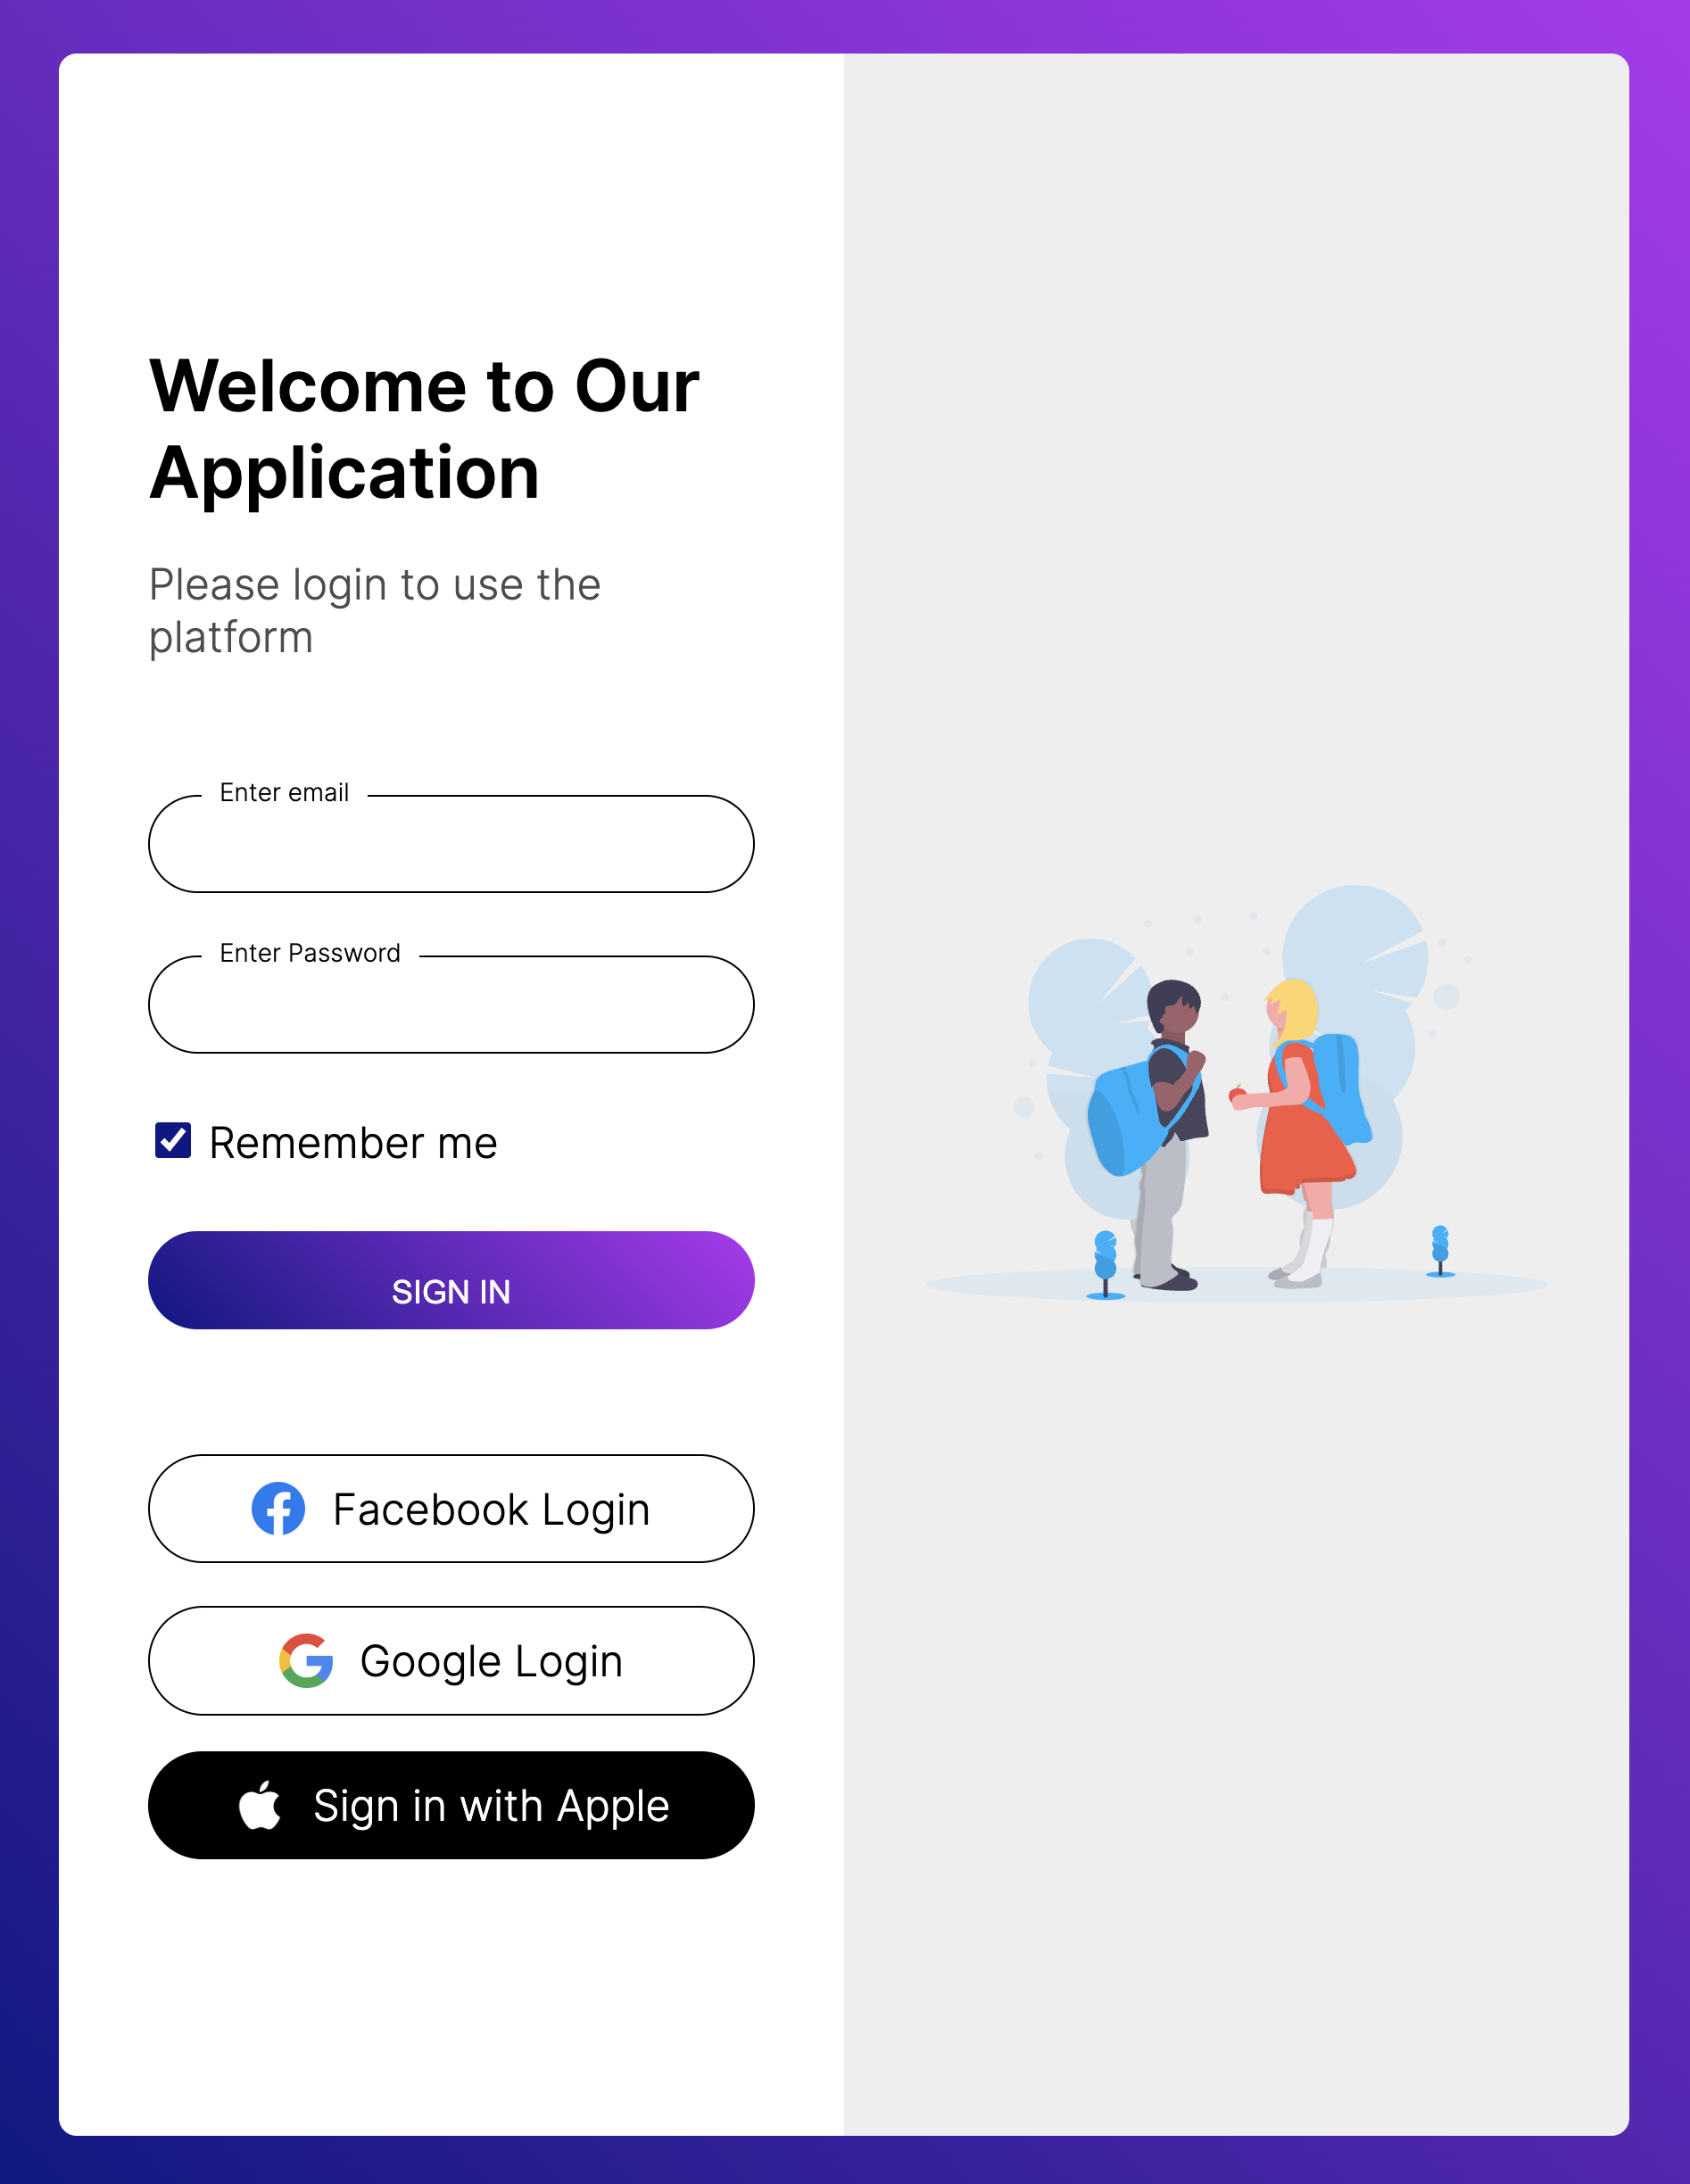 Welcome to Our
Application
Please login to use the
platform
Enter email
Enter Password
Remember me
SIGN IN
Facebook Login
Google Login
Sign in with Apple